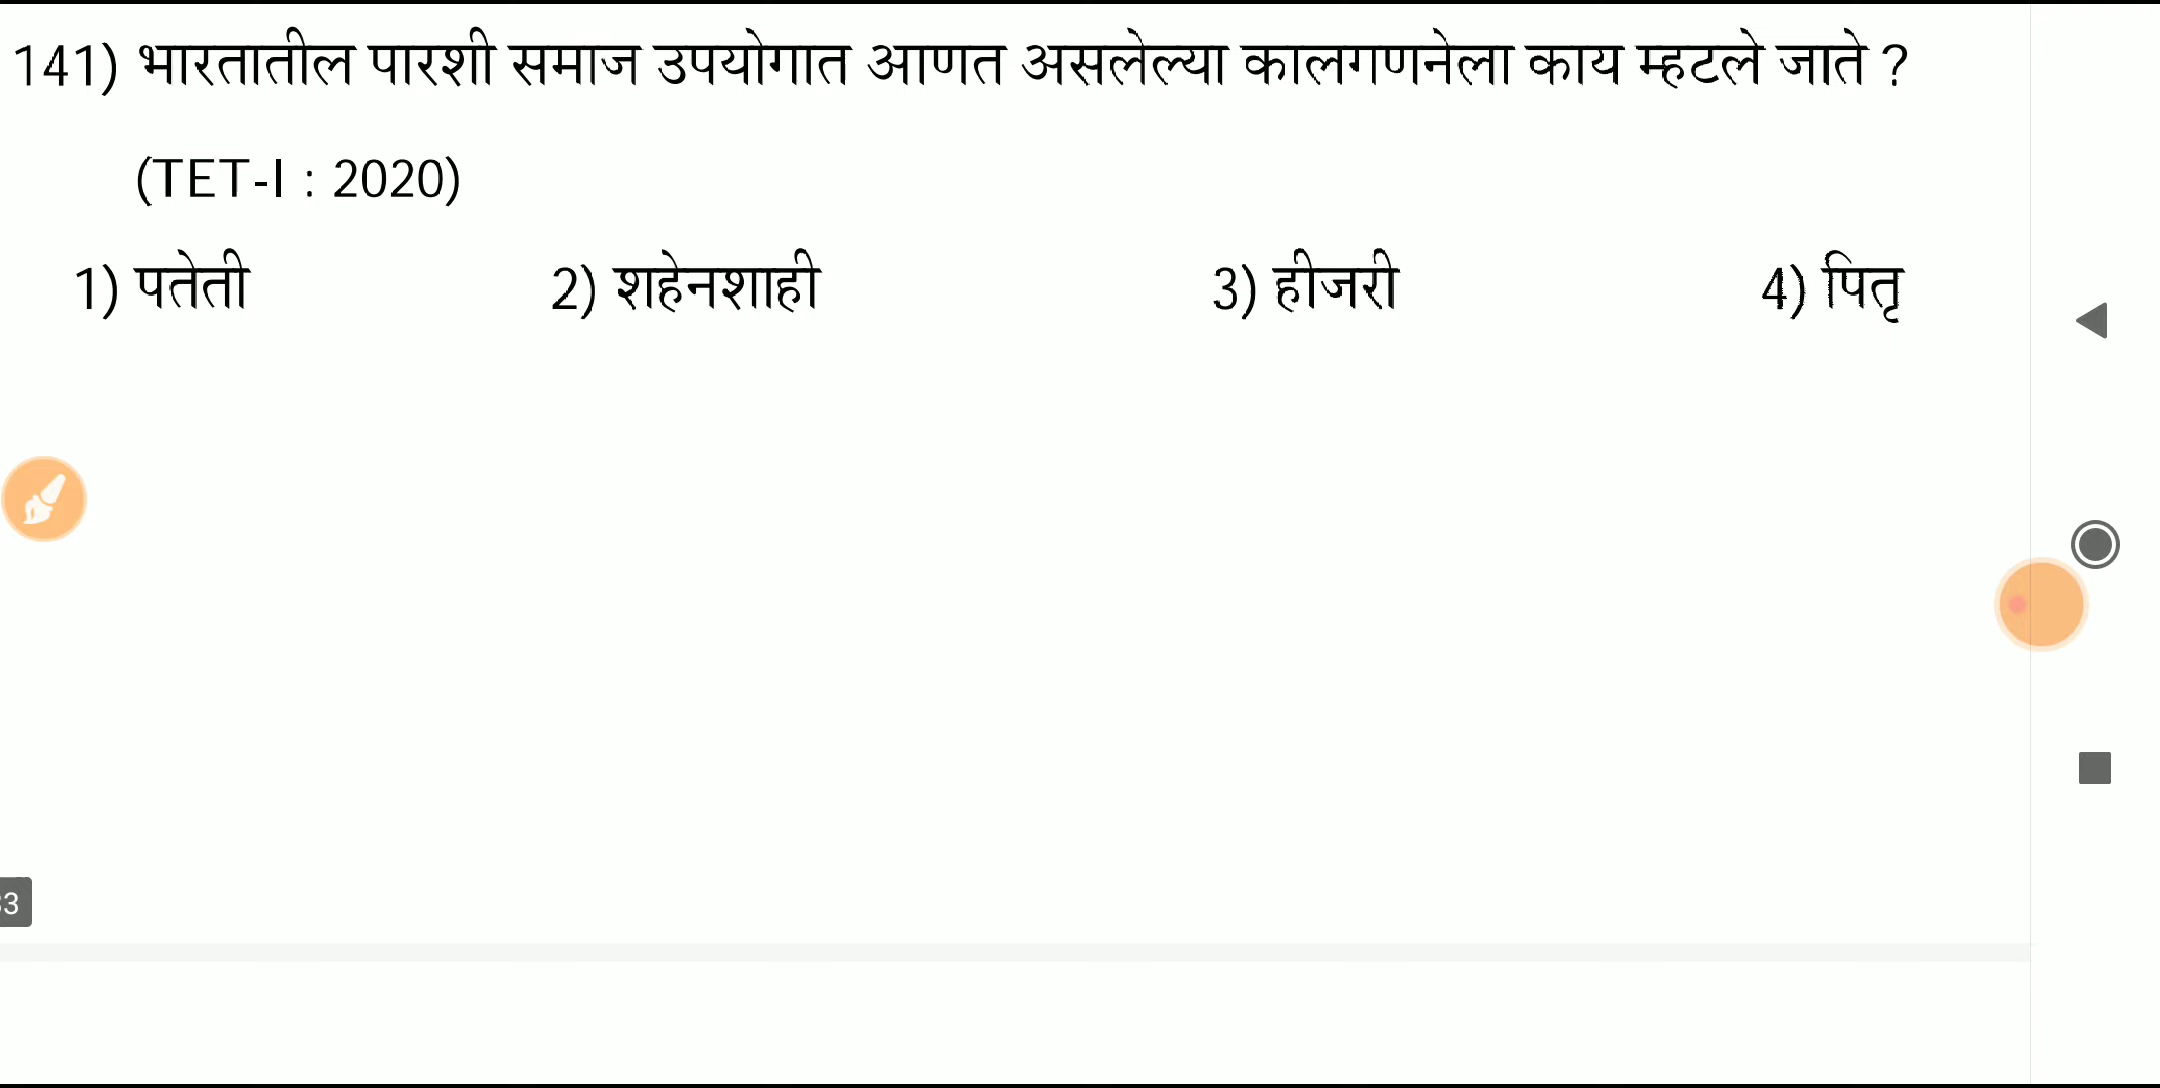 141) भारतातील पारशी समाज उपयोगात आणत असलेल्या कालगणनेला काय म्हटले जाते ?
(TET-I : 2020)
1) पतेती 2) शहेनशाही 3) हीजरी 4) पितृ
3